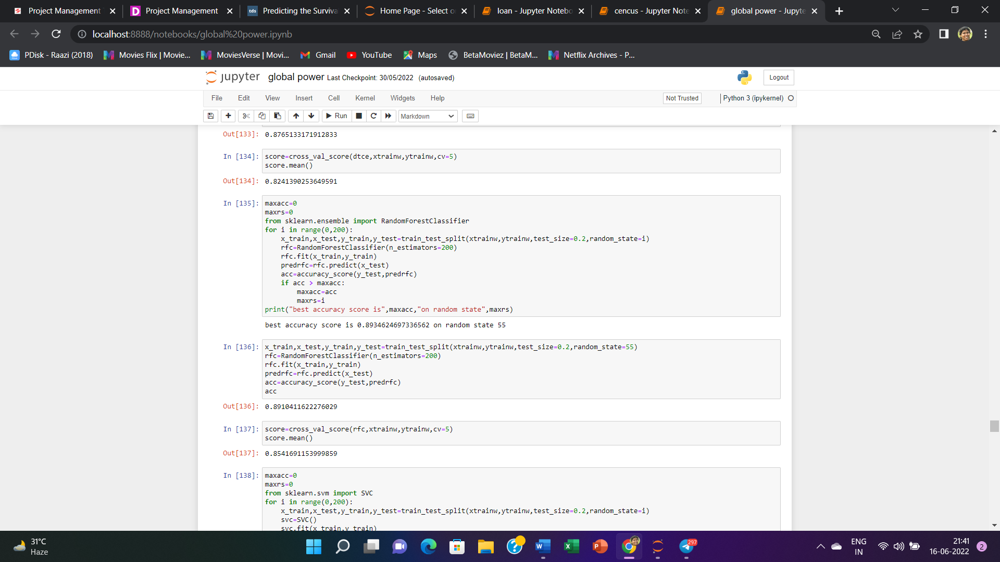 Project Management
Project Management
tds Predicting the Surviva
Home Page - Select o
loan - Jupyter Notebo
cencus - Jupyter Note
global power - Jupyte
localhost:8888/notebooks/global%20power.ipynb
PDisk - Raazi (2018)
Movies Flix | Movie...
MoviesVerse | Movi...
Gmail
YouTube
Maps
BetaMoviez | BetaM...
Netflix Archives - P...
jupyter global power Last Checkpoint: 30/05/2022 (autosaved)
Logout
File Edit View Insert Cell Kernel Widgets Help
Not Trusted
Python 3 (ipykernel)
Run
Markdown
Out[133]: 0.8765133171912833
In [134]: score=cross_val_score(dtce,xtrainw,ytrainw,cv=5)
score.mean()
Out[134]: 0.8241390253649591
In [135]: maxacc=0
maxrs=0
from sklearn.ensemble import RandomForestClassifier
for i in range(0,200):
    x_train,x_test,y_train,y_test=train_test_split(xtrainw,ytrainw,test_size=0.2,random_state=i)
    rfc=RandomForestClassifier(n_estimators=200)
    rfc.fit(x_train,y_train)
    predrfc=rfc.predict(x_test)
    acc=accuracy_score(y_test,predrfc)
    if acc > maxacc:
        maxacc=acc
        maxrs=i
print("best accuracy score is",maxacc,"on random state",maxrs)
best accuracy score is 0.8934624697336562 on random state 55
In [136]: x_train,x_test,y_train,y_test=train_test_split(xtrainw,ytrainw,test_size=0.2,random_state=55)
rfc=RandomForestClassifier(n_estimators=200)
rfc.fit(x_train,y_train)
predrfc=rfc.predict(x_test)
acc=accuracy_score(y_test,predrfc)
acc
Out[136]: 0.8910411622276029
In [137]: score=cross_val_score(rfc,xtrainw,ytrainw,cv=5)
score.mean()
Out[137]: 0.8541691153999859
In [138]: maxacc=0
maxrs=0
from sklearn.svm import SVC
for i in range(0,200):
    x_train,x_test,y_train,y_test=train_test_split(xtrainw,ytrainw,test_size=0.2,random_state=i)
    svc=SVC()
    svc.fit(x_train,y_train)
31°C
Haze
297
ENG
IN
21:41
16-06-2022
2